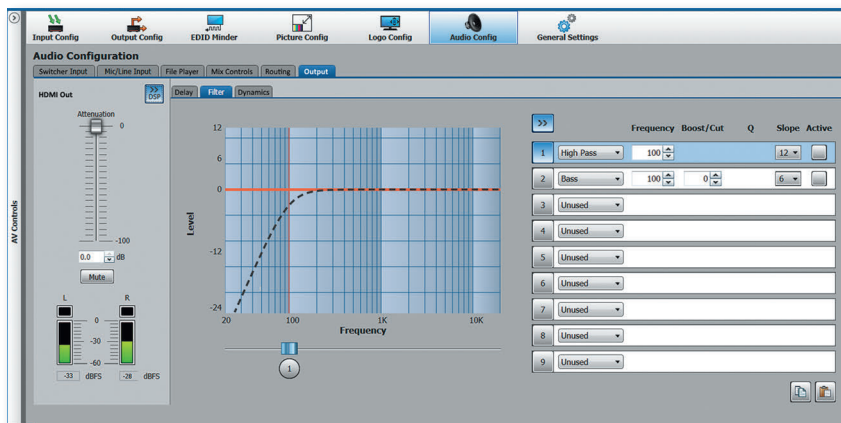 Input Config
Output Config
EDID Minder
Picture Config
Logo Config
Audio Config
General Settings
Audio Configuration
Switcher Input
Mic/Line Input
File Player
Mix Controls
Routing
Output
AV Controls
HDMI Out
DSP
Attenuation
0
-100
0.0 dB
Mute
L R
0
-30
-60
-33 dBFS -28 dBFS
Delay
Filter
Dynamics
Level
12
6
0
-12
-24
20 100 1K 10K
Frequency
1
Frequency Boost/Cut Q Slope Active
1 High Pass 100 12
2 Bass 100 0 6
3 Unused
4 Unused
5 Unused
6 Unused
7 Unused
8 Unused
9 Unused